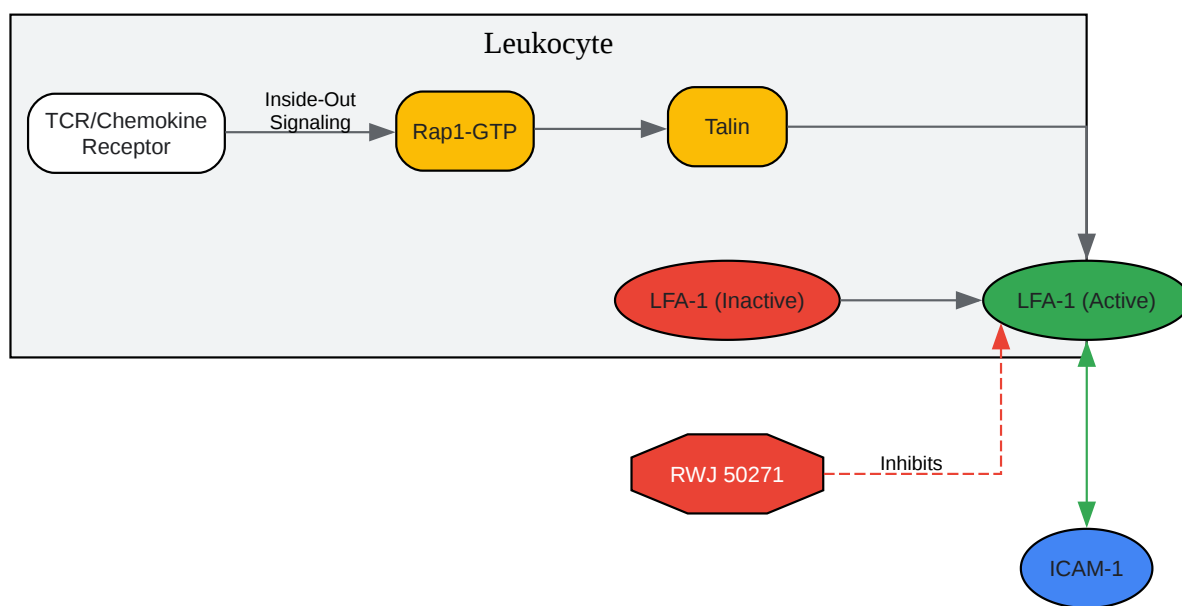 Leukocyte
TCR/Chemokine
Receptor
Inside-Out
Signaling
Rap1-GTP
Talin
LFA-1 (Inactive)
LFA-1 (Active)
RWJ 50271
Inhibits
ICAM-1